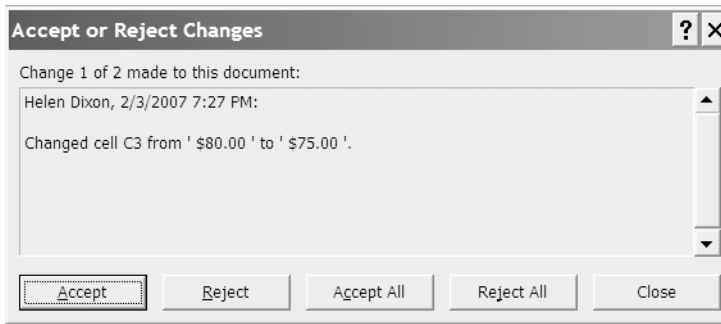 Accept or Reject Changes ? ×
Change 1 of 2 made to this document:
Helen Dixon, 2/3/2007 7:27 PM:
Changed cell C3 from ' $80.00 ' to ' $75.00 '.
Accept Reject Accept All Reject All Close